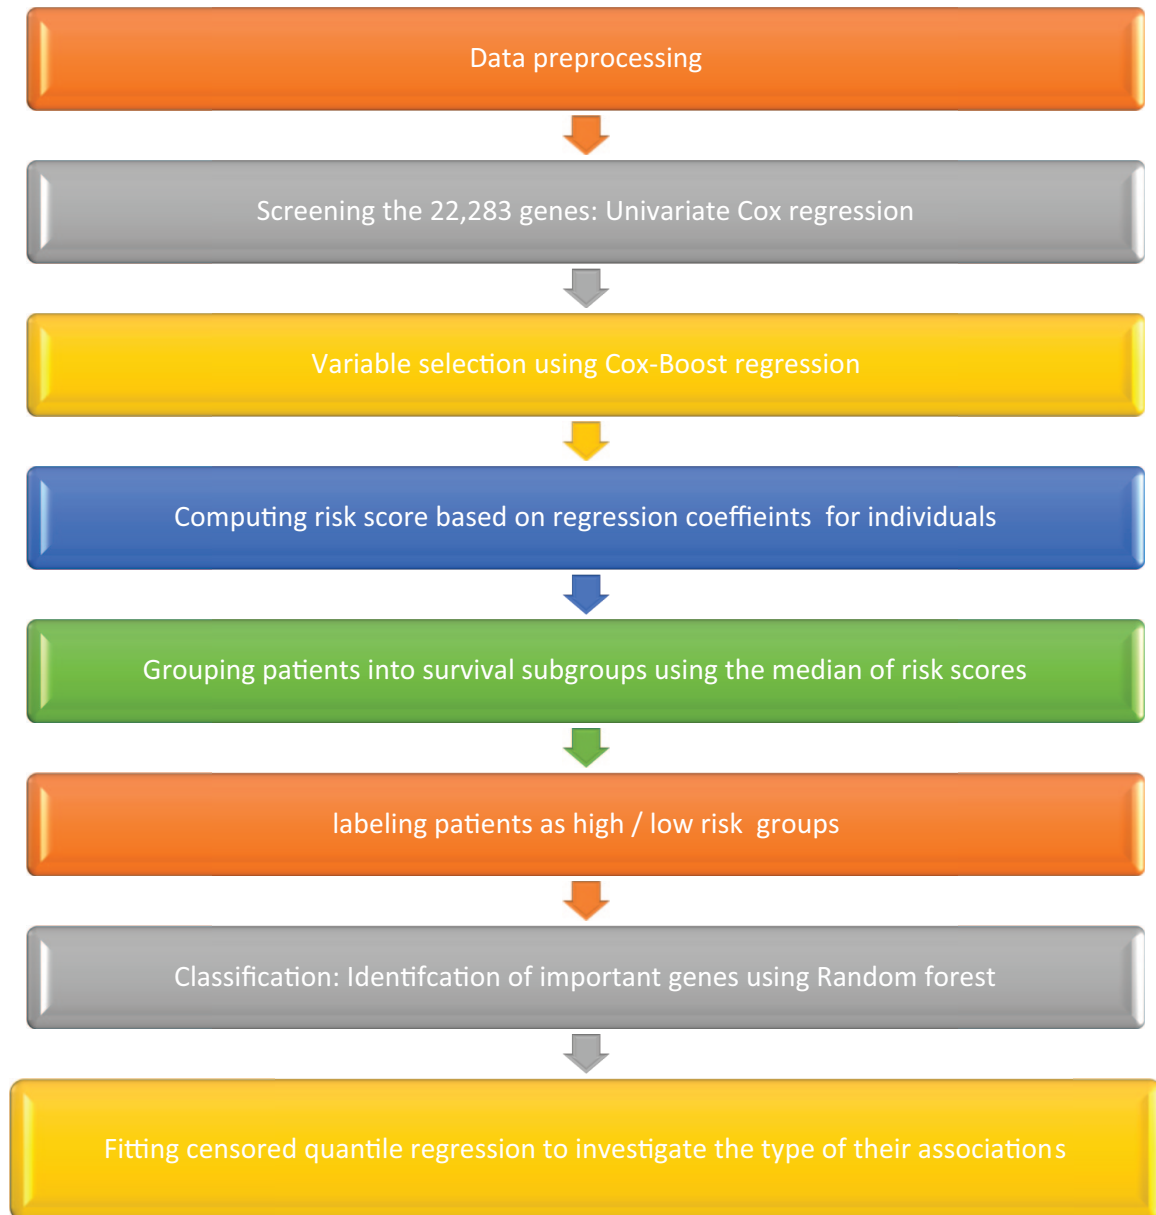 Data preprocessing
Screening the 22,283 genes: Univariate Cox regression
Variable selection using Cox-Boost regression
Computing risk score based on regression coeffieints  for individuals
Grouping patients into survival subgroups using the median of risk scores
labeling patients as high / low risk  groups
Classification: Identifcation of important genes using Random forest
Fitting censored quantile regression to investigate the type of their associations